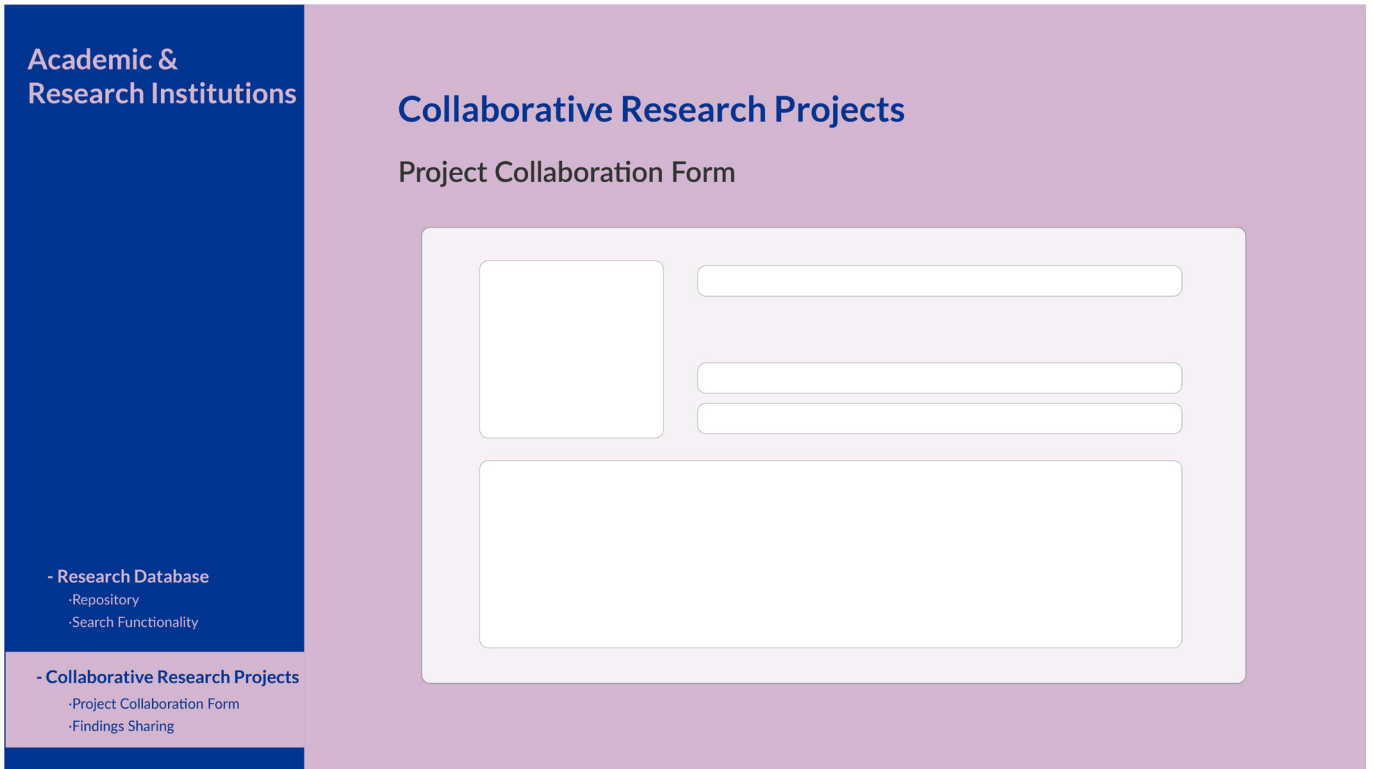 Academic &
Research Institutions
- Research Database
·Repository
·Search Functionality
- Collaborative Research Projects
·Project Collaboration Form
·Findings Sharing
Collaborative Research Projects
Project Collaboration Form